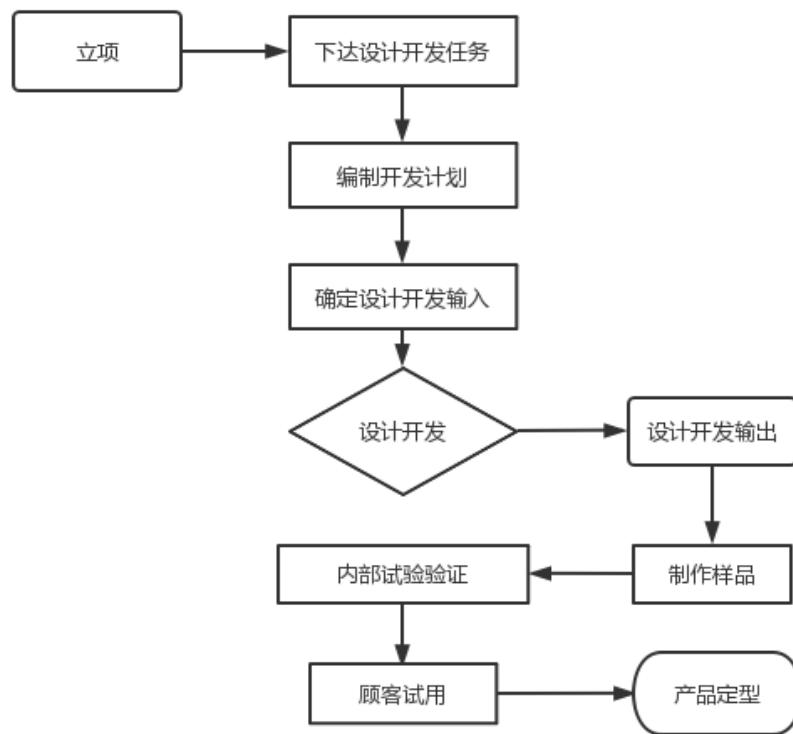 立项
下达设计开发任务
编制开发计划
确定设计开发输入
设计开发
设计开发输出
制作样品
内部试验验证
顾客试用
产品定型